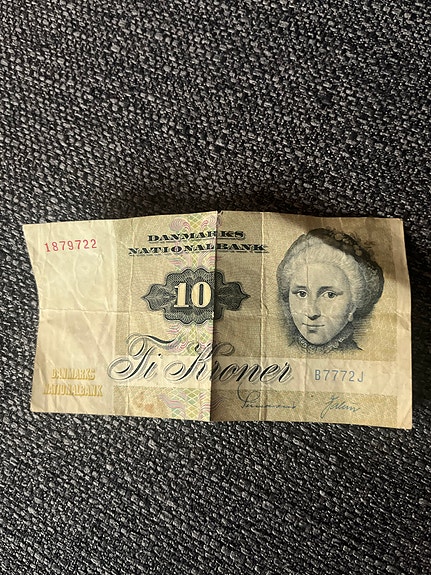 1879722
DANMARKS
NATIONALBANK
10
Ti Kroner
B7772J
DANMARKS
NATIONALBANK